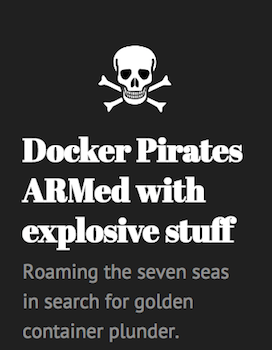 Docker Pirates
ARMed with
explosive stuff
Roaming the seven seas
in search for golden
container plunder.